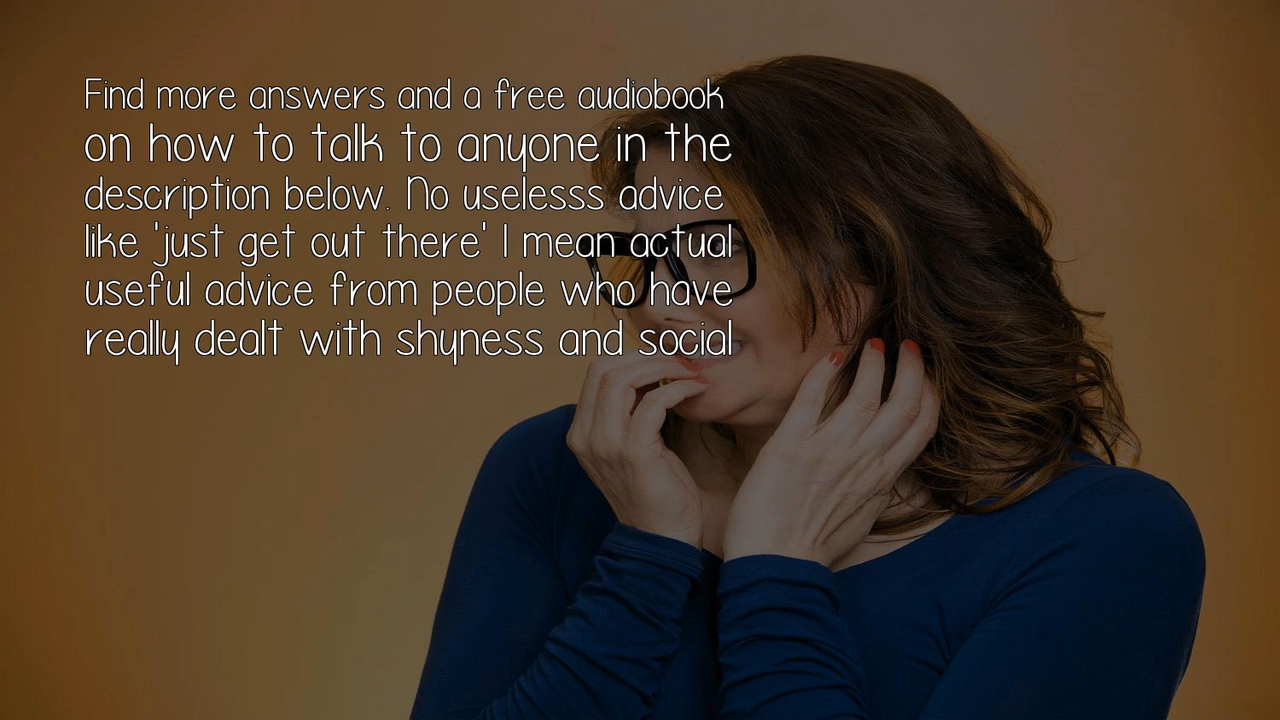 Find more answers and a free audiobook
on how to talk to anyone in the
description below. No uselesss advice
like 'just get out there' I mean actual
useful advice from people who have
really dealt with shyness and social